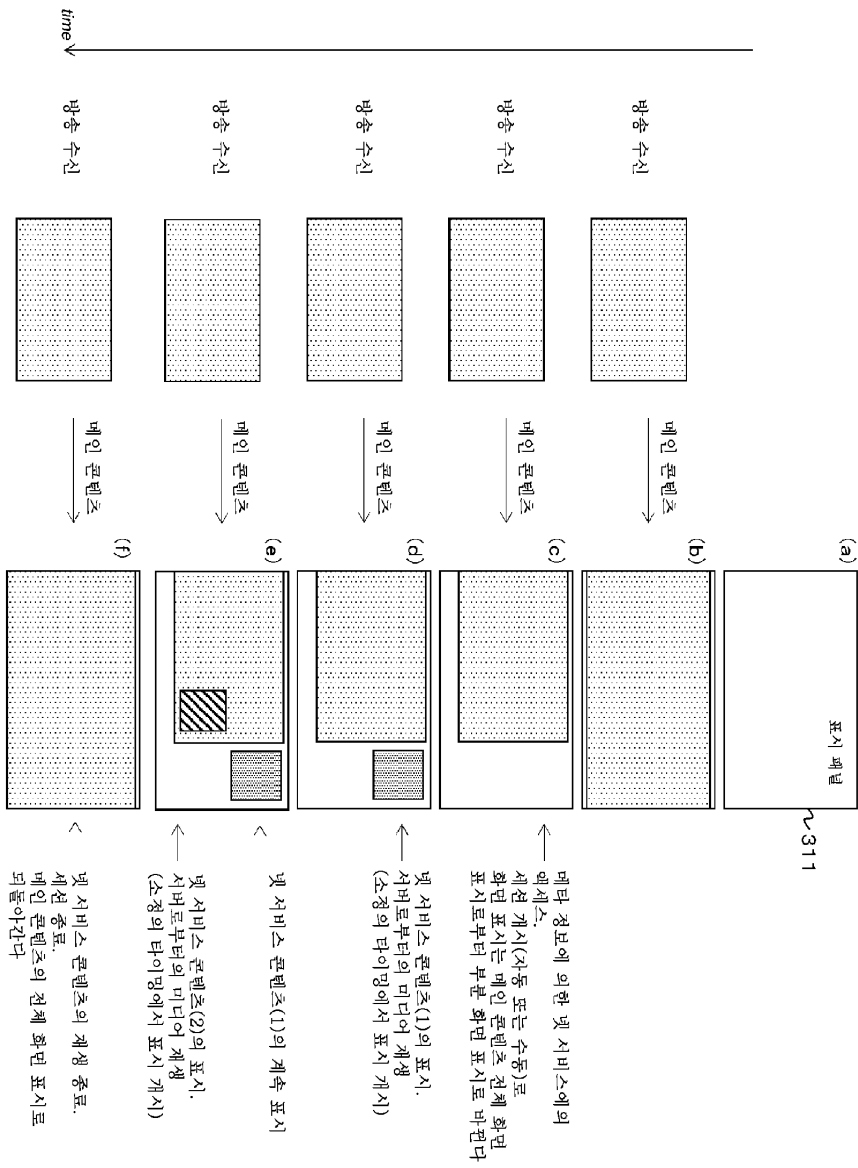 (a)
표시 패널
311
방송 수신
메인 콘텐츠
(b)
방송 수신
메인 콘텐츠
(c)
메타 정보에 의한 넷 서비스에의
액세스.
세션 개시(자동 또는 수동)로
화면 표시는 메인 콘텐츠 전체 화면
표시로부터 부분 화면 표시로 바뀐다
방송 수신
메인 콘텐츠
(d)
넷 서비스 콘텐츠(1)의 표시.
서버로부터의 미디어 재생
(소정의 타이밍에서 표시 개시)
방송 수신
메인 콘텐츠
(e)
넷 서비스 콘텐츠(1)의 계속 표시
넷 서비스 콘텐츠(2)의 표시.
서버로부터의 미디어 재생
(소정의 타이밍에서 표시 개시)
방송 수신
메인 콘텐츠
(f)
넷 서비스 콘텐츠의 재생 종료.
세션 종료.
메인 콘텐츠의 전체 화면 표시로
되돌아간다
time